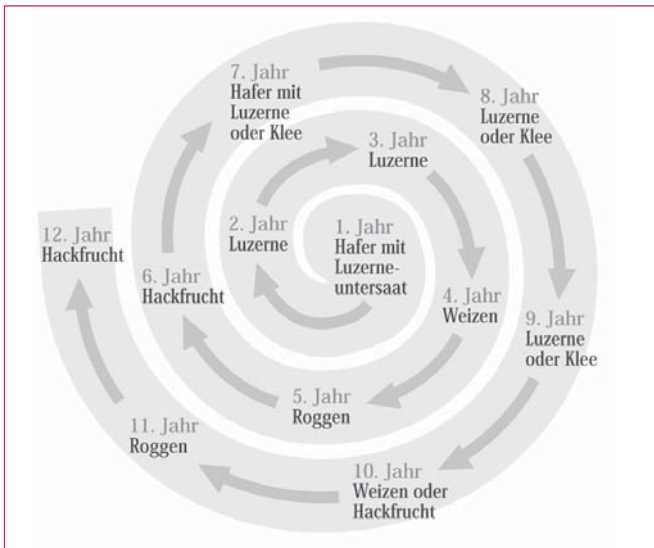 1. Jahr
Hafer mit
Luzerne-
untersaat
2. Jahr
Luzerne
3. Jahr
Luzerne
4. Jahr
Weizen
5. Jahr
Roggen
6. Jahr
Hackfrucht
7. Jahr
Hafer mit
Luzerne
oder Klee
8. Jahr
Luzerne
oder Klee
9. Jahr
Luzerne
oder Klee
10. Jahr
Weizen oder
Hackfrucht
11. Jahr
Roggen
12. Jahr
Hackfrucht